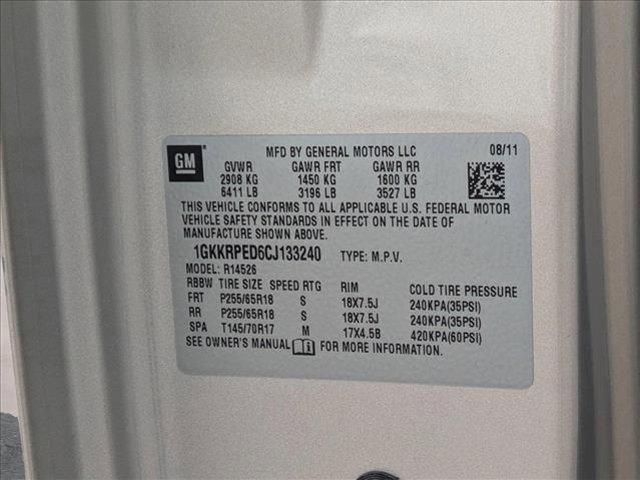 GM
MFD BY GENERAL MOTORS LLC 08/11
GVWR GAWR FRT GAWR RR
2908 KG 1450 KG 1600 KG
6411 LB 3196 LB 3527 LB
THIS VEHICLE CONFORMS TO ALL APPLICABLE U.S. FEDERAL MOTOR
VEHICLE SAFETY STANDARDS IN EFFECT ON THE DATE OF
MANUFACTURE SHOWN ABOVE.
1GKKRPED6CJ133240 TYPE: M.P.V.
MODEL: R14526
RBBW TIRE SIZE SPEED RTG RIM COLD TIRE PRESSURE
FRT P255/65R18 S 18X7.5J 240KPA(35PSI)
RR P255/65R18 S 18X7.5J 240KPA(35PSI)
SPA T145/70R17 M 17X4.5B 420KPA(60PSI)
SEE OWNER'S MANUAL FOR MORE INFORMATION.